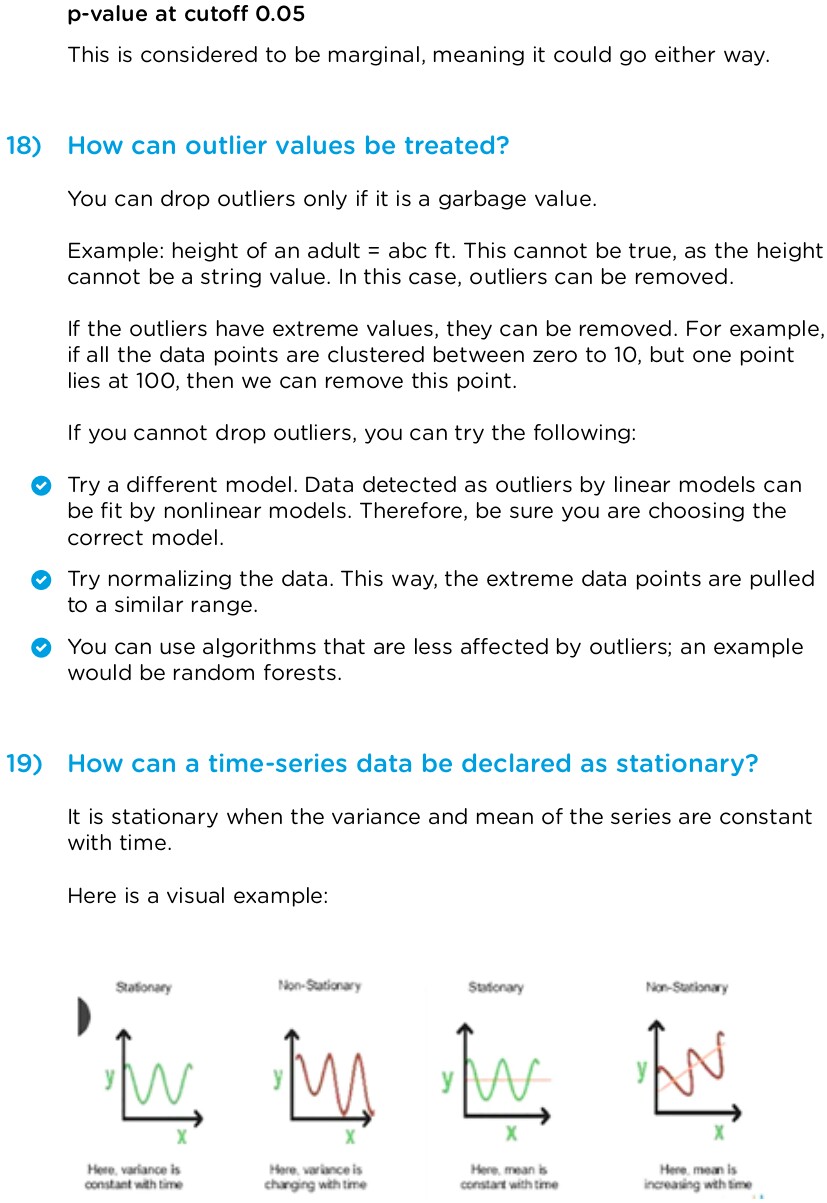 p-value at cutoff 0.05
This is considered to be marginal, meaning it could go either way.
18) How can outlier values be treated?
You can drop outliers only if it is a garbage value.
Example: height of an adult = abc ft. This cannot be true, as the height
cannot be a string value. In this case, outliers can be removed.
If the outliers have extreme values, they can be removed. For example,
if all the data points are clustered between zero to 10, but one point
lies at 100, then we can remove this point.
If you cannot drop outliers, you can try the following:
Try a different model. Data detected as outliers by linear models can
be fit by nonlinear models. Therefore, be sure you are choosing the
correct model.
Try normalizing the data. This way, the extreme data points are pulled
to a similar range.
You can use algorithms that are less affected by outliers; an example
would be random forests.
19) How can a time-series data be declared as stationary?
It is stationary when the variance and mean of the series are constant
with time.
Here is a visual example:
Stationary
y
x
Here, variance is
constant with time
Non-Stationary
y
x
Here, variance is
changing with time
Stationary
y
x
Here, mean is
constant with time
Non-Stationary
y
x
Here, mean is
increasing with time